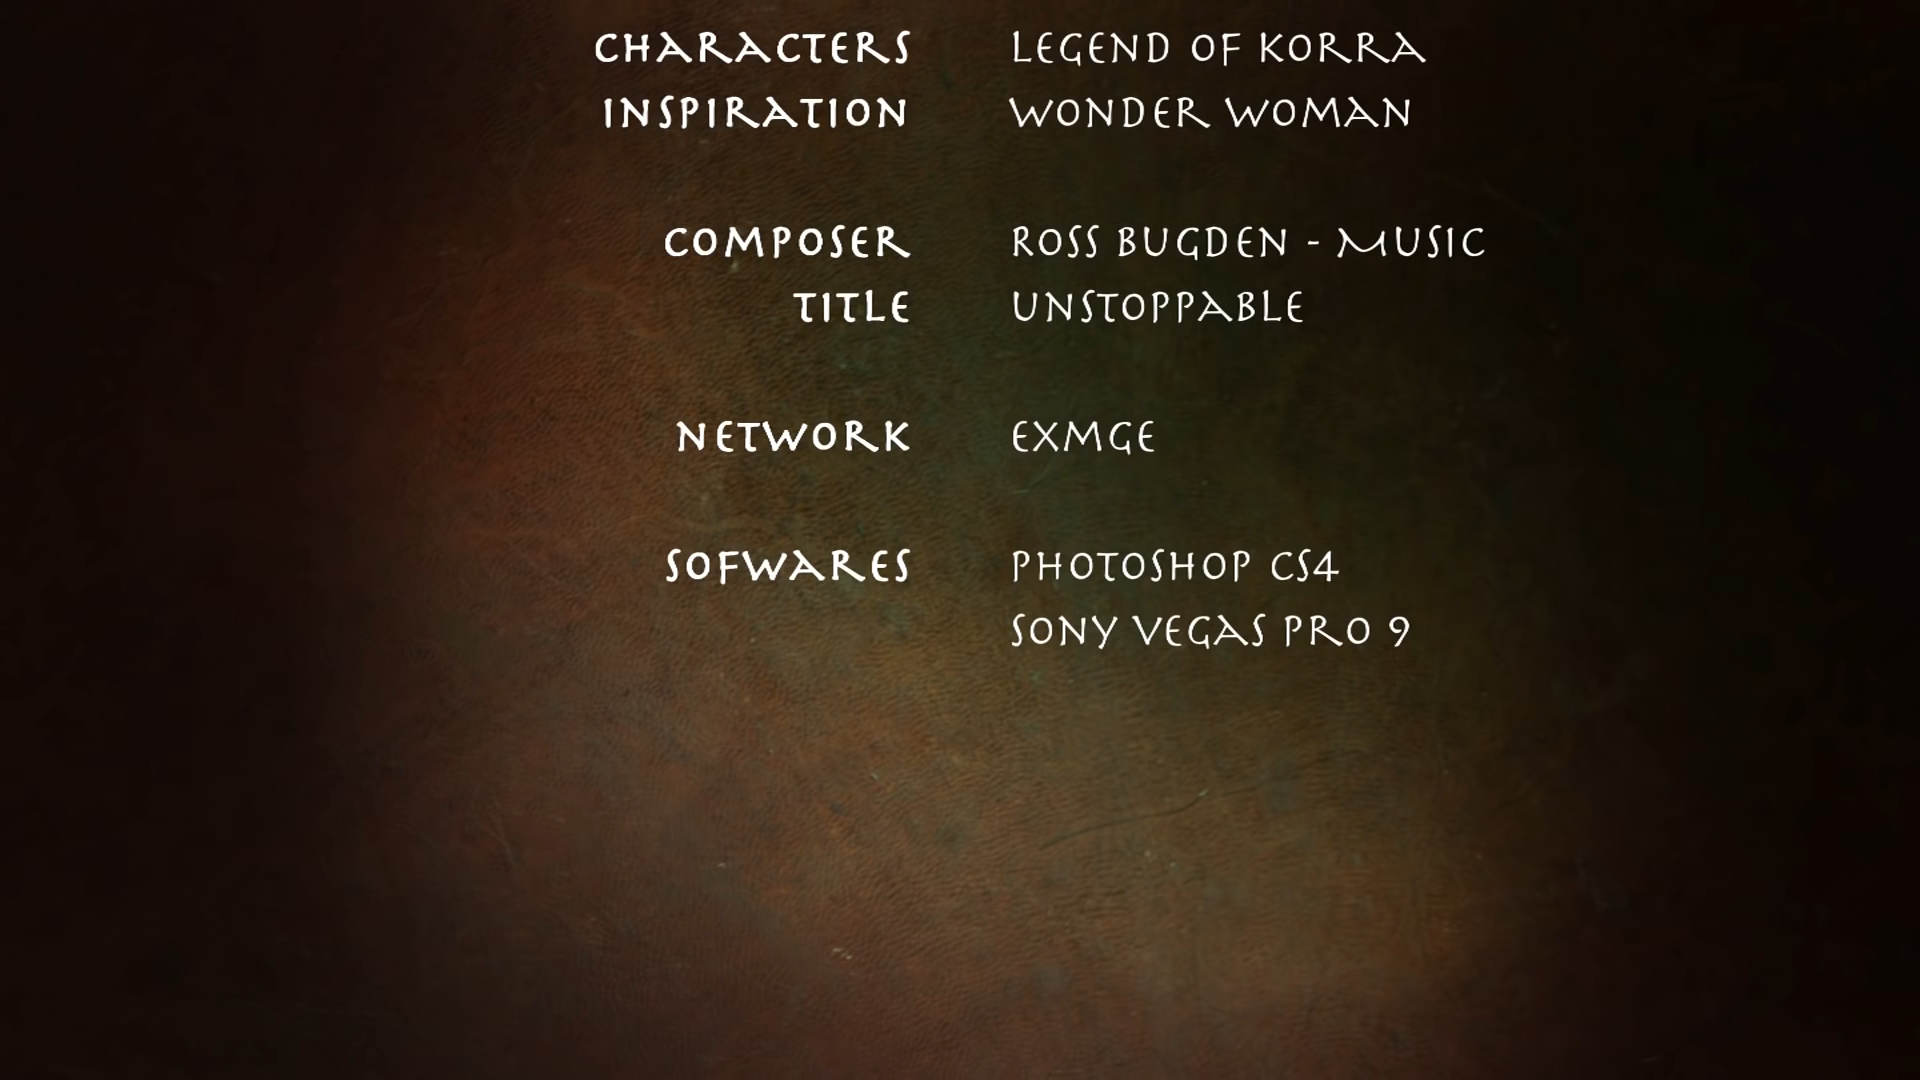 CHARACTERS LEGEND OF KORRA
INSPIRATION WONDER WOMAN
COMPOSER ROSS BUGDEN - MUSIC
TITLE UNSTOPPABLE
NETWORK EXMGE
SOFWARES PHOTOSHOP CS4
SONY VEGAS PRO 9